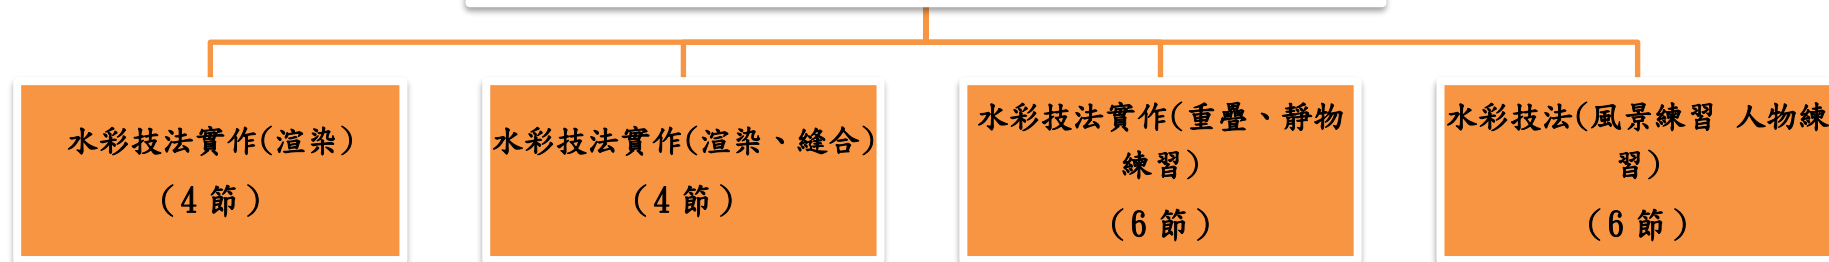 水彩技法實作(渲染)
(4 節)
水彩技法實作(渲染、縫合)
(4 節)
水彩技法實作(重疊、靜物
練習)
(6 節)
水彩技法(風景練習 人物練
習)
(6 節)